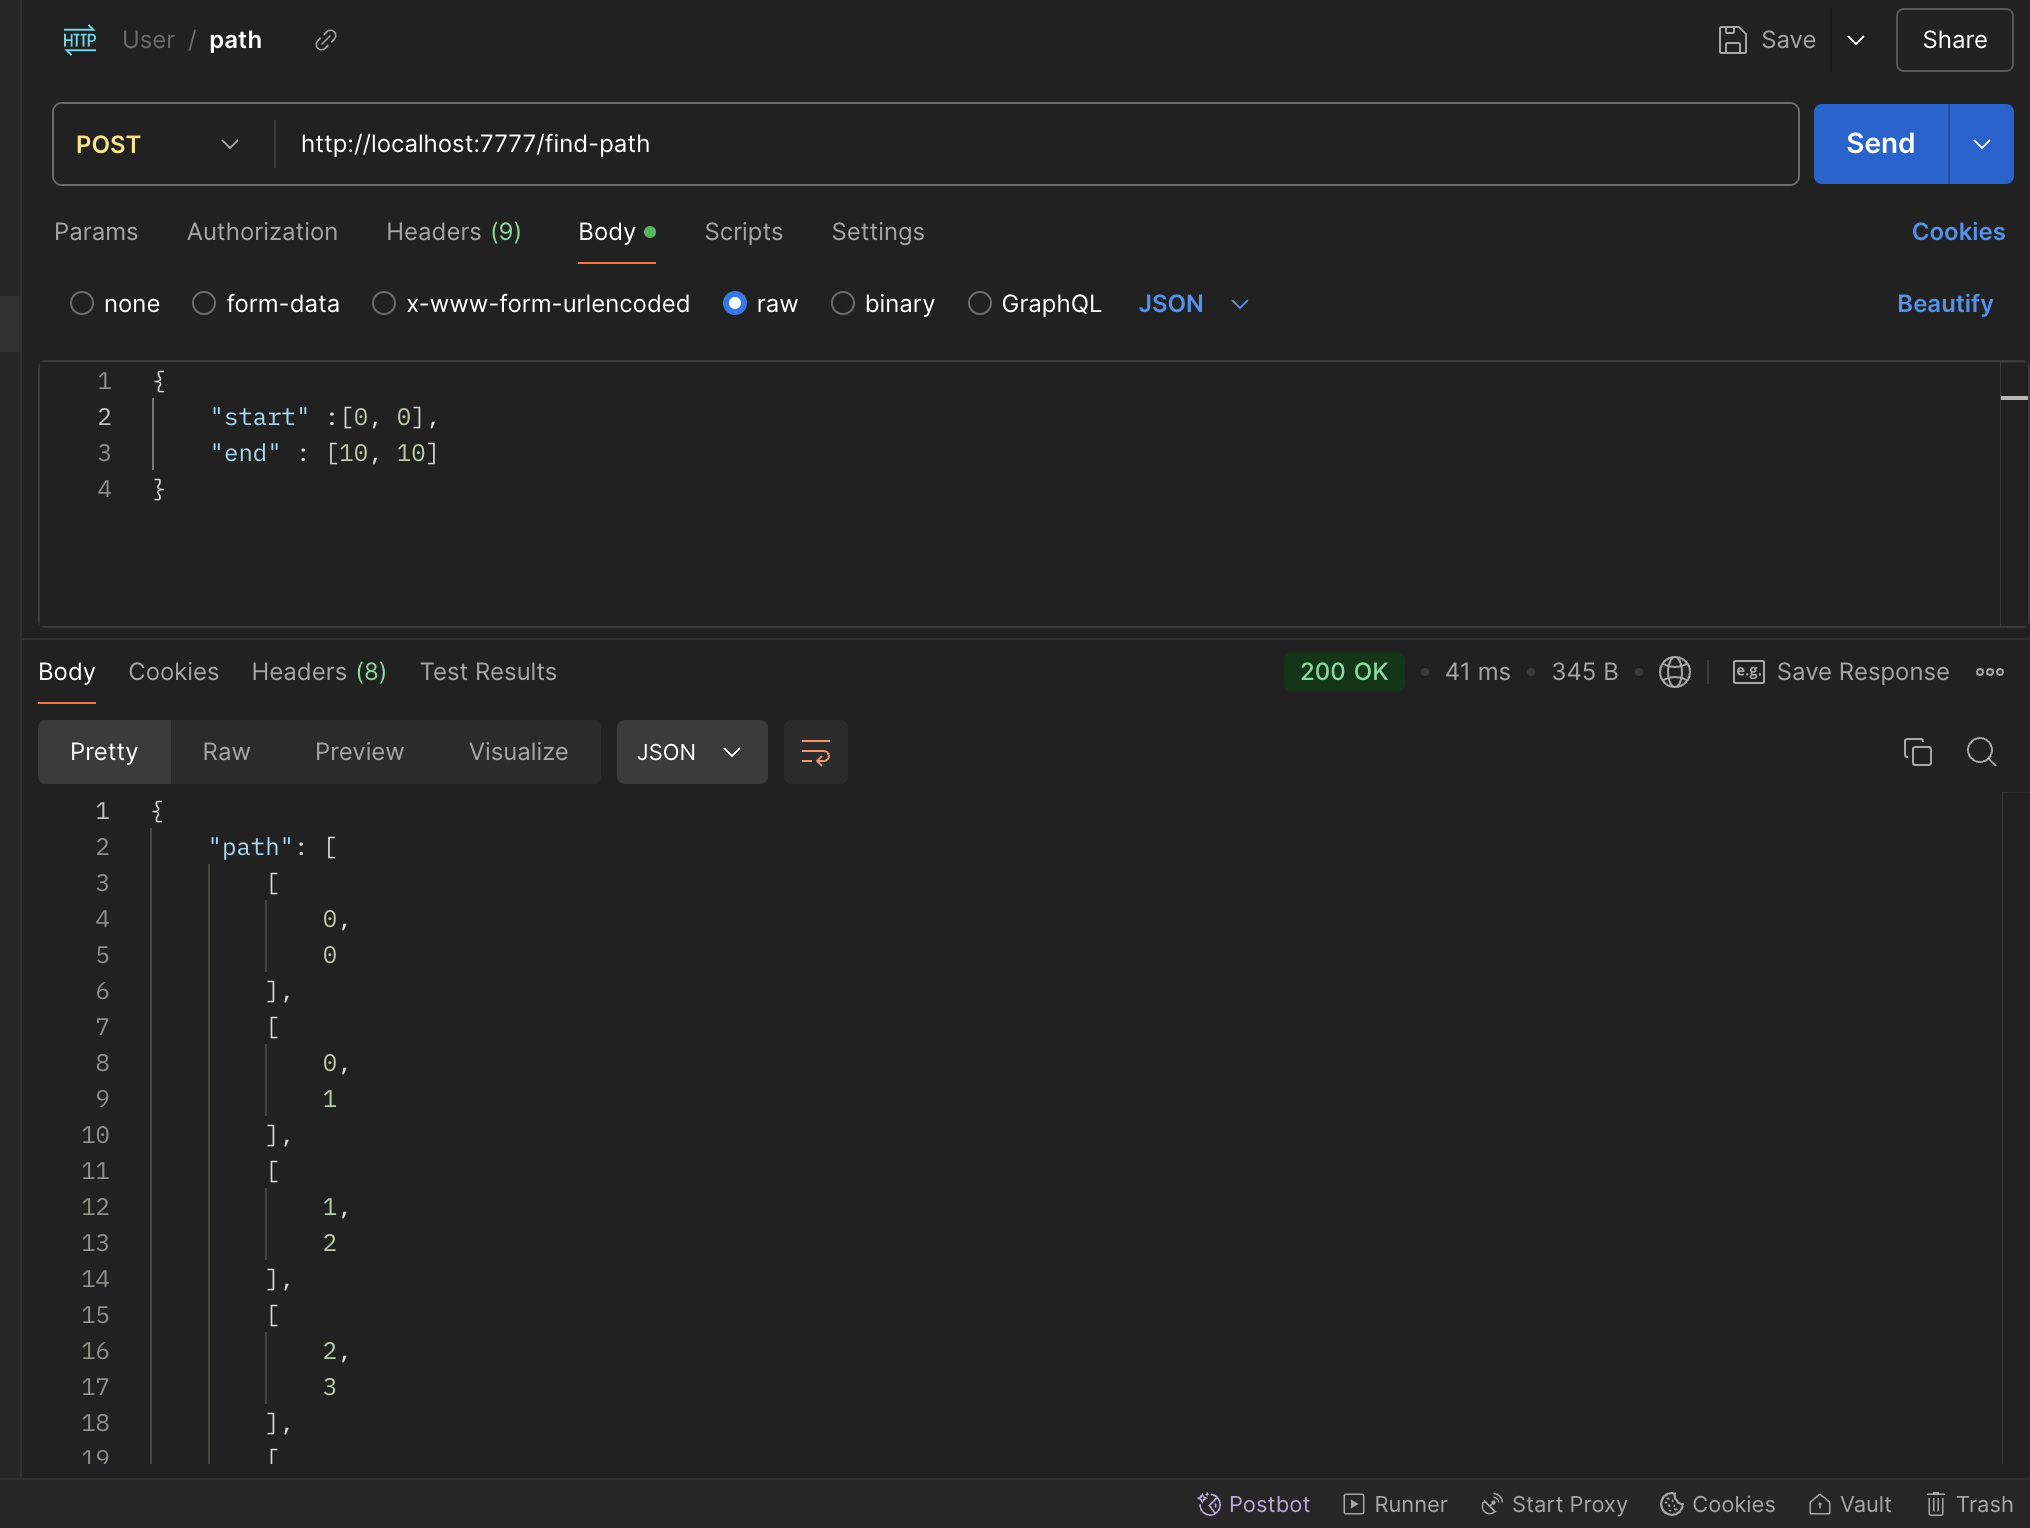 HTTP User / path
Save
Share
POST
http://localhost:7777/find-path
Send
Params Authorization Headers (9) Body Scripts Settings Cookies
none form-data x-www-form-urlencoded raw binary GraphQL JSON Beautify
1 {
2 "start" :[0, 0],
3 "end" : [10, 10]
4 }
Body Cookies Headers (8) Test Results 200 OK • 41 ms • 345 B • e.g. Save Response
Pretty Raw Preview Visualize JSON
1 {
2 "path": [
3 [
4 0,
5 0
6 ],
7 [
8 0,
9 1
10 ],
11 [
12 1,
13 2
14 ],
15 [
16 2,
17 3
18 ],
19 [
Postbot Runner Start Proxy Cookies Vault Trash